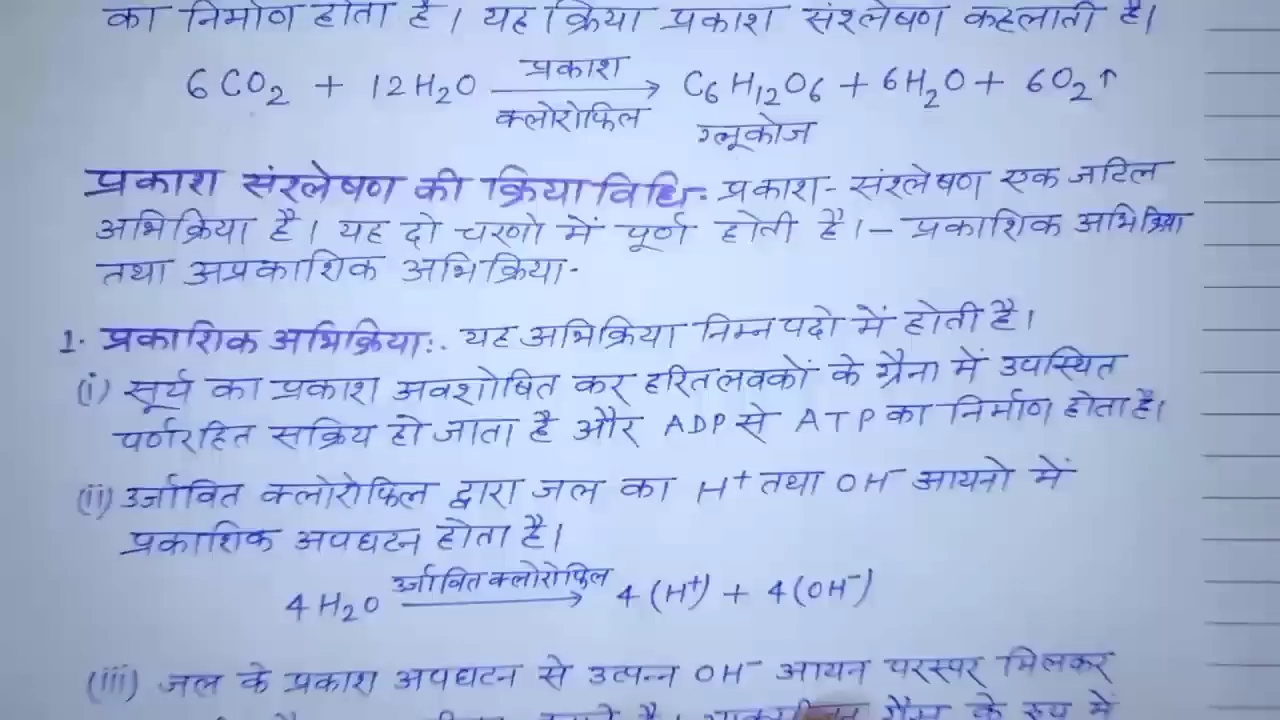 का निर्माण होता है। यह क्रिया प्रकाश संश्लेषण कहलाती है।
6CO₂ + 12H₂O प्रकाश → क्लोरोफिल C₆H₁₂O₆ + 6H₂O + 6O₂↑
ग्लूकोज
प्रकाश संश्लेषण की क्रिया विधि- प्रकाश-संश्लेषण एक जटिल
अभिक्रिया है। यह दो चरणो में पूर्ण होती है।- प्रकाशिक अभिक्रिया
तथा अप्रकाशिक अभिक्रिया-
1. प्रकाशिक अभिक्रिया:. यह अभिक्रिया निम्न पदो में होती है।
(i) सूर्य का प्रकाश अवशोषित कर हरितलवकों के ग्रैना में उपस्थित
पर्णरहित सक्रिय हो जाता है और ADP से ATP का निर्माण होता है।
(ii) उर्जावित क्लोरोफिल द्वारा जल का H⁺ तथा OH⁻ आयनो में
प्रकाशिक अपघटन होता है।
4H₂O उर्जावित क्लोरोफिल → 4(H⁺) + 4(OH⁻)
(iii) जल के प्रकाश अपघटन से उत्पन्न OH⁻ आयन परस्पर मिलकर
गैस के रूप में